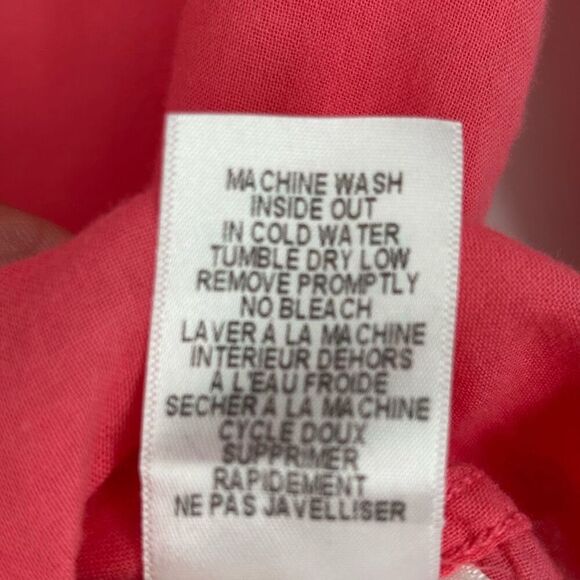 MACHINE WASH
INSIDE OUT
IN COLD WATER
TUMBLE DRY LOW
REMOVE PROMPTLY
NO BLEACH
LAVER A LA MACHINE
INTERIEUR DEHORS
À L'EAU FROIDE
SECHER A LA MACHINE
CYCLE DOUX
SUPPRIMER
RAPIDEMENT
NE PAS JAVELLISER